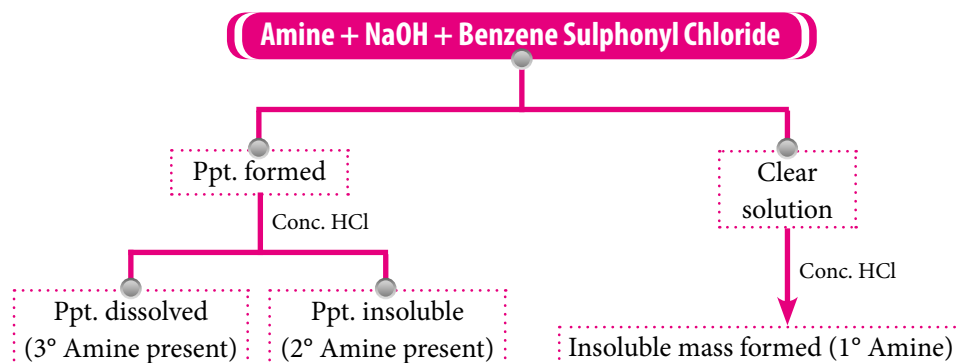 Amine + NaOH + Benzene Sulphonyl Chloride
Ppt. formed
Clear
solution
Conc. HCl
Conc. HCl
Ppt. dissolved
(3° Amine present)
Ppt. insoluble
(2° Amine present)
Insoluble mass formed (1° Amine)